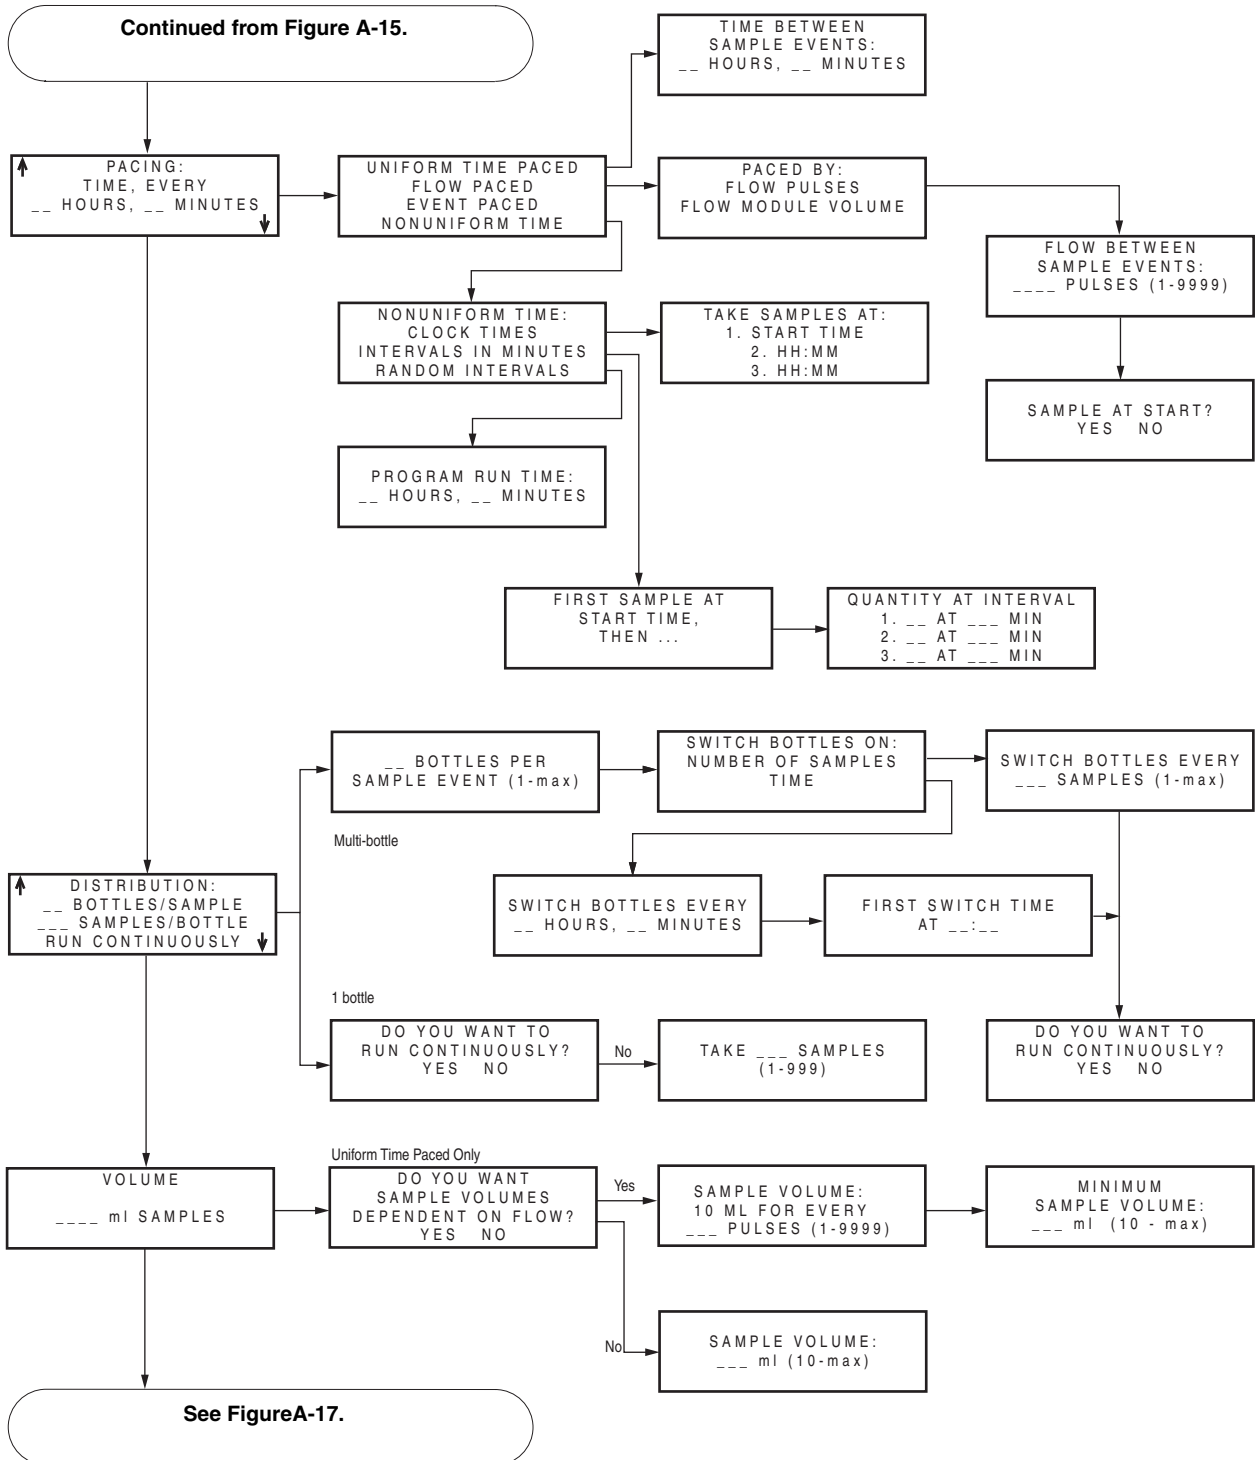 Continued from Figure A-15.
TIME BETWEEN
SAMPLE EVENTS:
__ HOURS, __ MINUTES
PACING:
TIME, EVERY
__ HOURS, __ MINUTES
UNIFORM TIME PACED
FLOW PACED
EVENT PACED
NONUNIFORM TIME
PACED BY:
FLOW PULSES
FLOW MODULE VOLUME
FLOW BETWEEN
SAMPLE EVENTS:
____ PULSES (1-9999)
NONUNIFORM TIME:
CLOCK TIMES
INTERVALS IN MINUTES
RANDOM INTERVALS
TAKE SAMPLES AT:
1. START TIME
2. HH:MM
3. HH:MM
SAMPLE AT START?
YES NO
PROGRAM RUN TIME:
__ HOURS, __ MINUTES
FIRST SAMPLE AT
START TIME,
THEN ...
QUANTITY AT INTERVAL
1. __ AT ___ MIN
2. __ AT ___ MIN
3. __ AT ___ MIN
__ BOTTLES PER
SAMPLE EVENT (1-max)
SWITCH BOTTLES ON:
NUMBER OF SAMPLES
TIME
SWITCH BOTTLES EVERY
___ SAMPLES (1-max)
Multi-bottle
DISTRIBUTION:
__ BOTTLES/SAMPLE
___ SAMPLES/BOTTLE
RUN CONTINUOUSLY
SWITCH BOTTLES EVERY
__ HOURS, __ MINUTES
FIRST SWITCH TIME
AT __:__
1 bottle
DO YOU WANT TO
RUN CONTINUOUSLY?
YES NO
No
TAKE ___ SAMPLES
(1-999)
DO YOU WANT TO
RUN CONTINUOUSLY?
YES NO
Uniform Time Paced Only
VOLUME
____ ml SAMPLES
DO YOU WANT
SAMPLE VOLUMES
DEPENDENT ON FLOW?
YES NO
Yes
SAMPLE VOLUME:
10 ML FOR EVERY
___ PULSES (1-9999)
MINIMUM
SAMPLE VOLUME:
___ ml (10 - max)
No
SAMPLE VOLUME:
___ ml (10-max)
See FigureA-17.